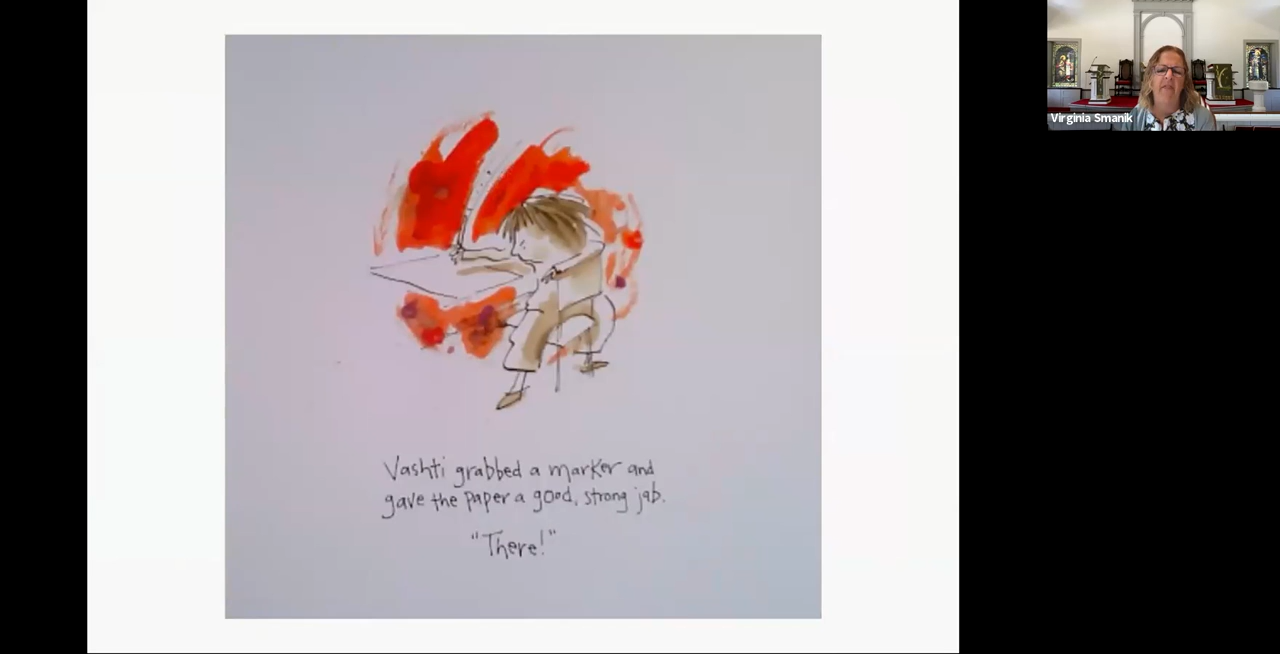 Virginia Smanik
Vashti grabbed a marker and
gave the paper a good, strong jab.
"There!"